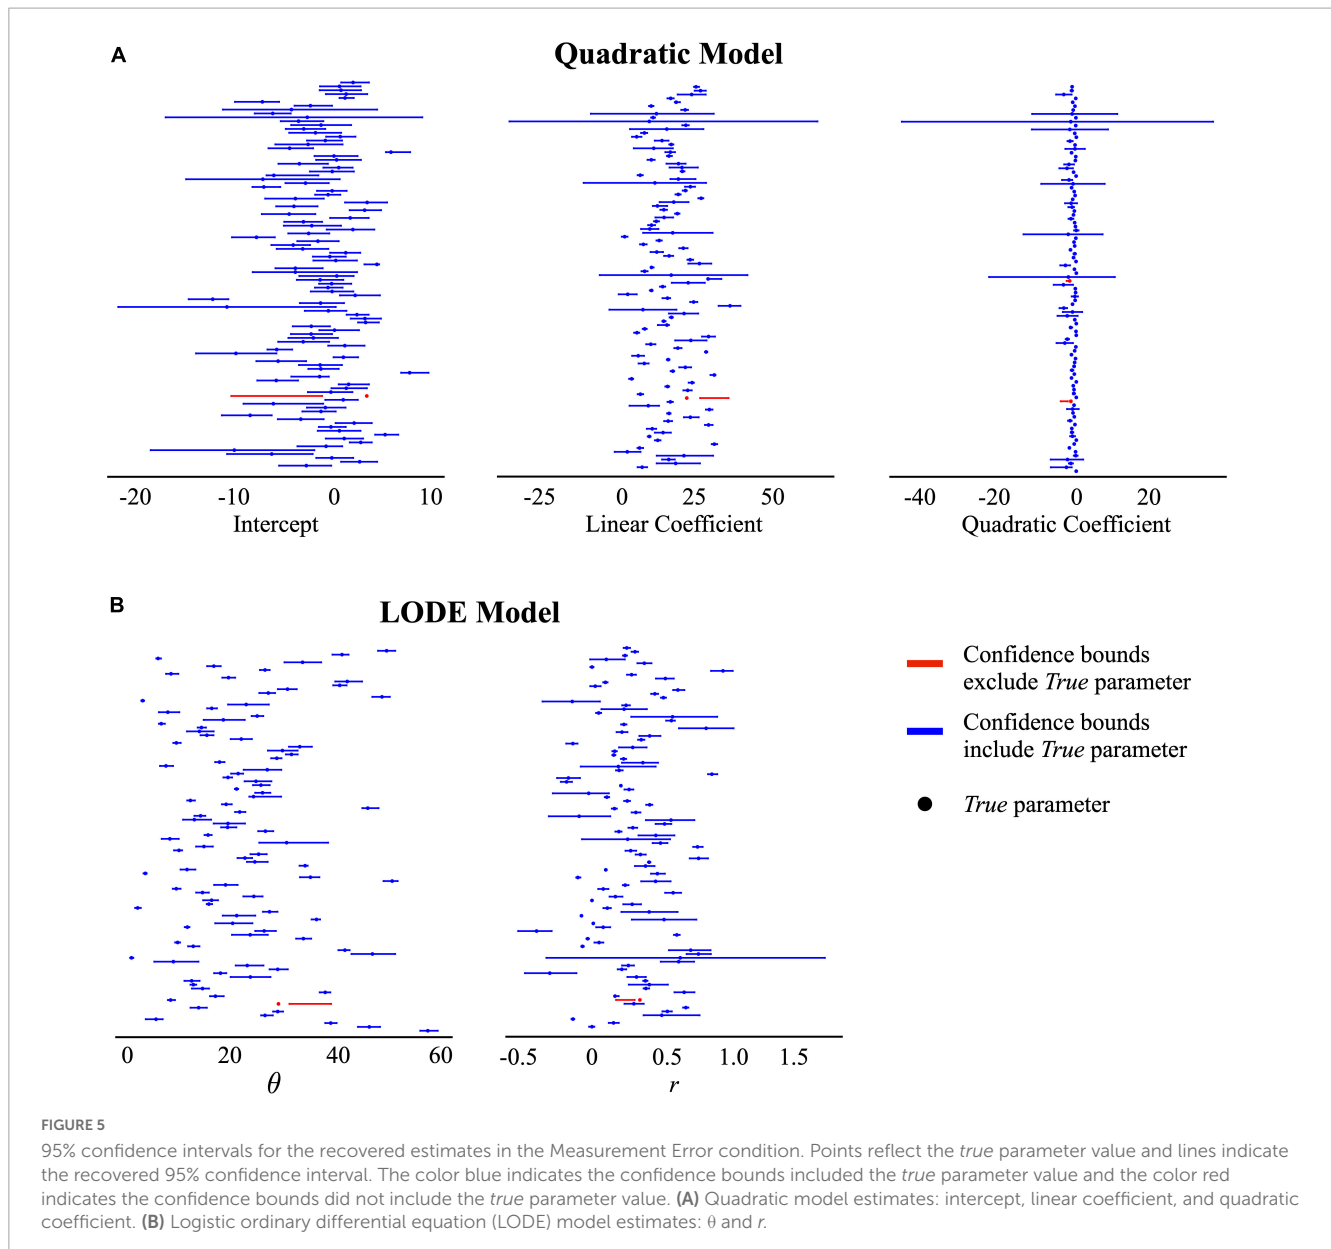 A
Quadratic Model
-20 -10 0 10
Intercept
-25 0 25 50
Linear Coefficient
-40 -20 0 20
Quadratic Coefficient
B
LODE Model
0 20 40 60
θ
-0.5 0 0.5 1.0 1.5
r
Confidence bounds
exclude True parameter
Confidence bounds
include True parameter
True parameter
FIGURE 5
95% confidence intervals for the recovered estimates in the Measurement Error condition. Points reflect the true parameter value and lines indicate
the recovered 95% confidence interval. The color blue indicates the confidence bounds included the true parameter value and the color red
indicates the confidence bounds did not include the true parameter value. (A) Quadratic model estimates: intercept, linear coefficient, and quadratic
coefficient. (B) Logistic ordinary differential equation (LODE) model estimates: θ and r.